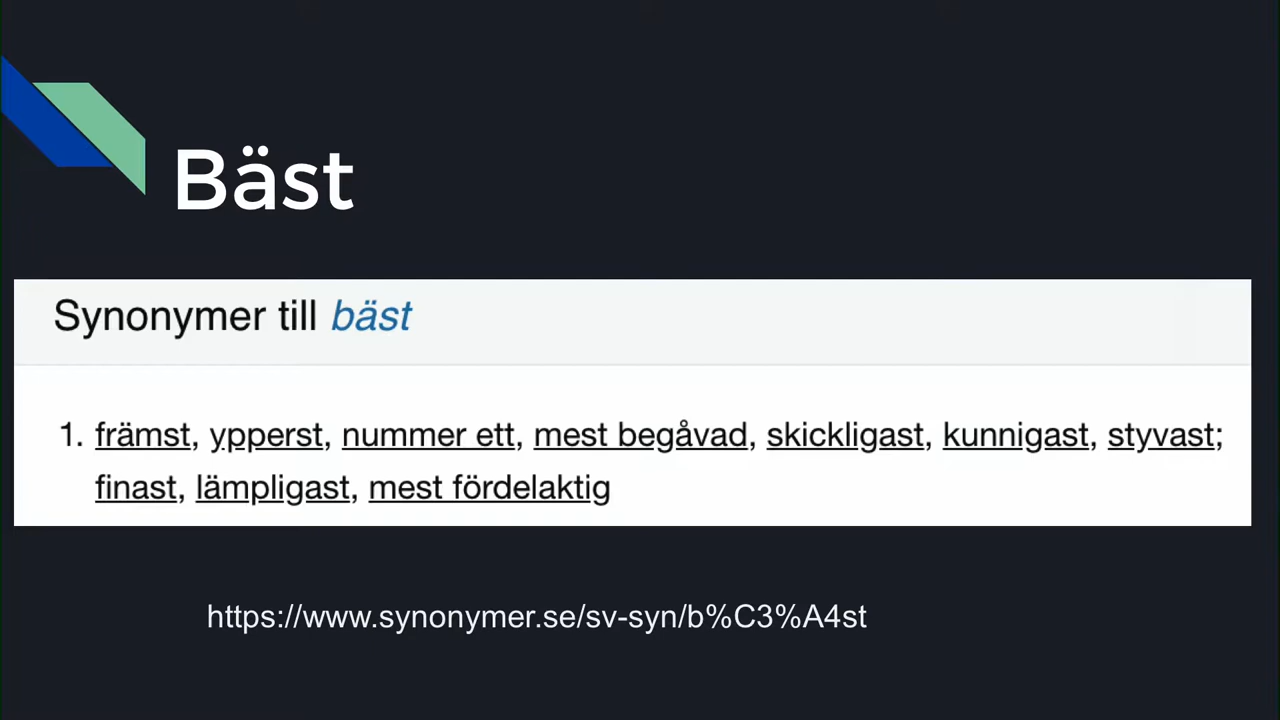 Bäst
Synonymer till bäst
1. främst, ypperst, nummer ett, mest begåvad, skickligast, kunnigast, styvast;
finast, lämpligast, mest fördelaktig
https://www.synonymer.se/sv-syn/b%C3%A4st